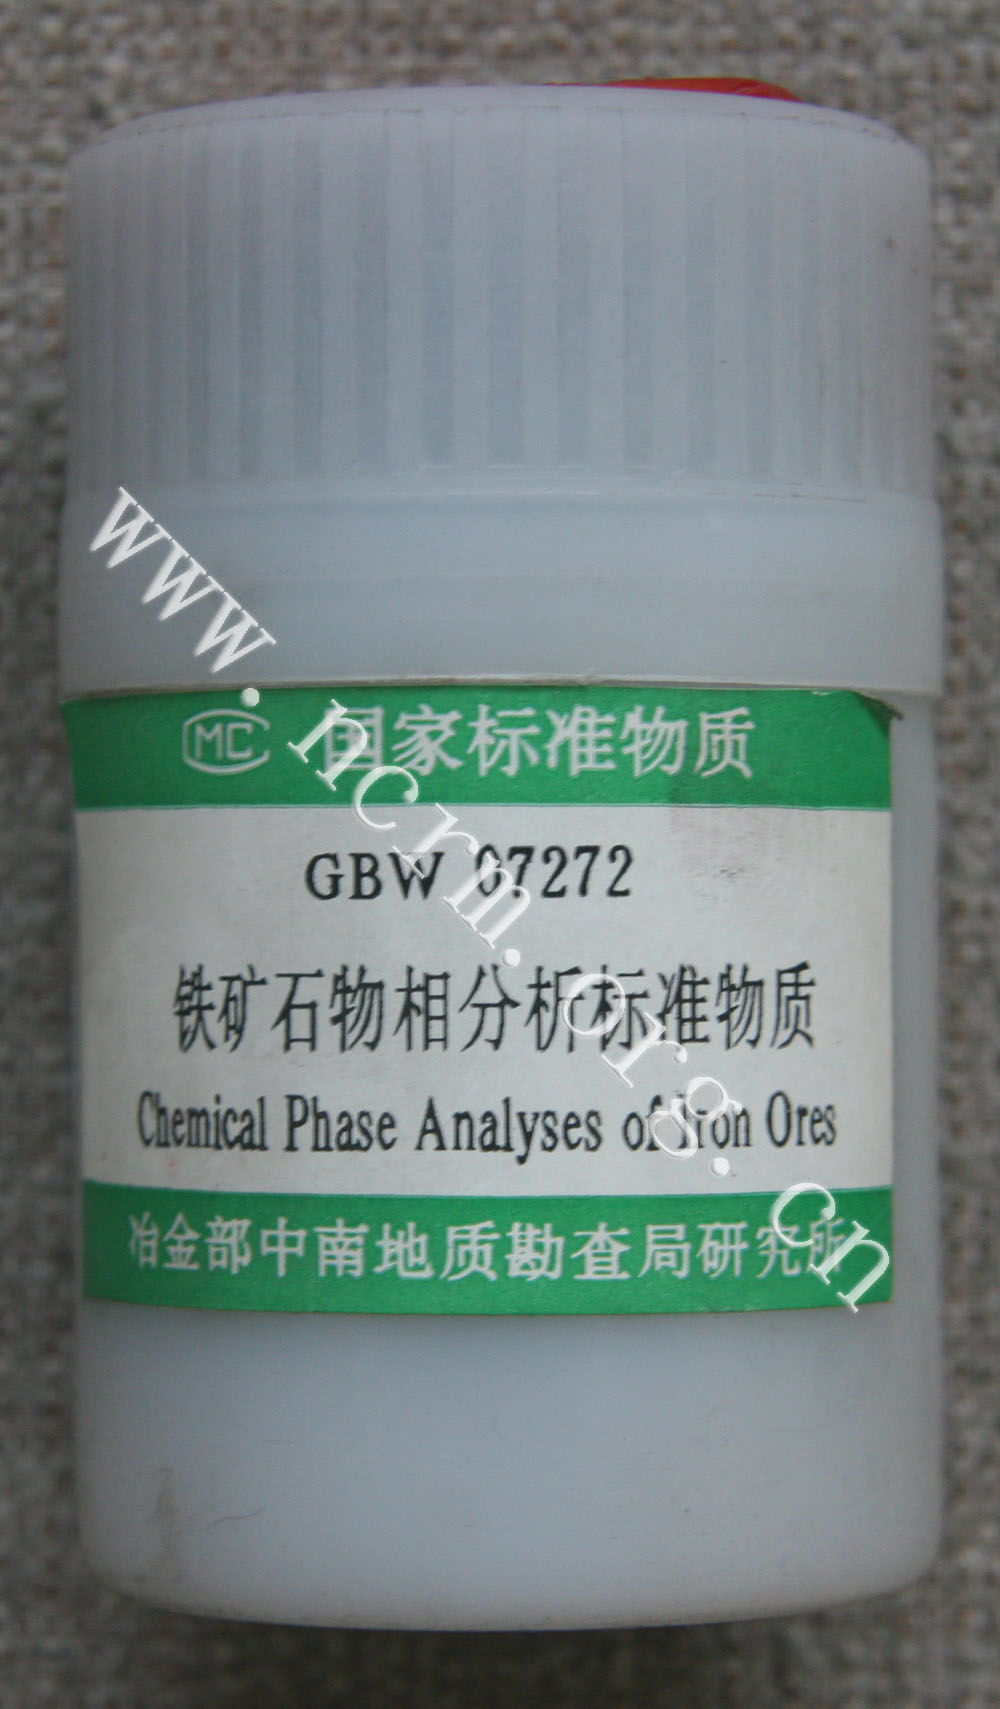 MC 国家标准物质
GBW 07272
铁矿石物相分析标准物质
Chemical Phase Analyses of Iron Ores
冶金部中南地质勘查局研究所
www.ncrm.org.cn